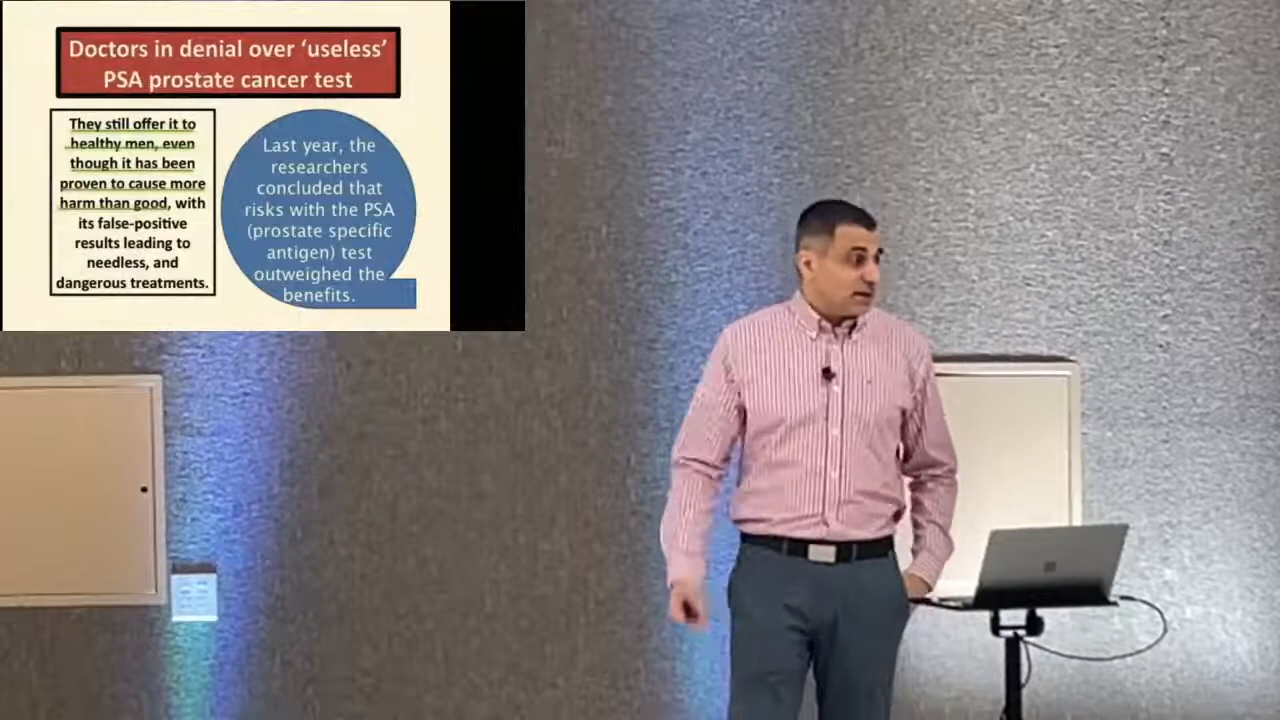 Doctors in denial over ‘useless’
PSA prostate cancer test
They still offer it to
healthy men, even
though it has been
proven to cause more
harm than good, with
its false-positive
results leading to
needless, and
dangerous treatments.
Last year, the
researchers
concluded that
risks with the PSA
(prostate specific
antigen) test
outweighed the
benefits.